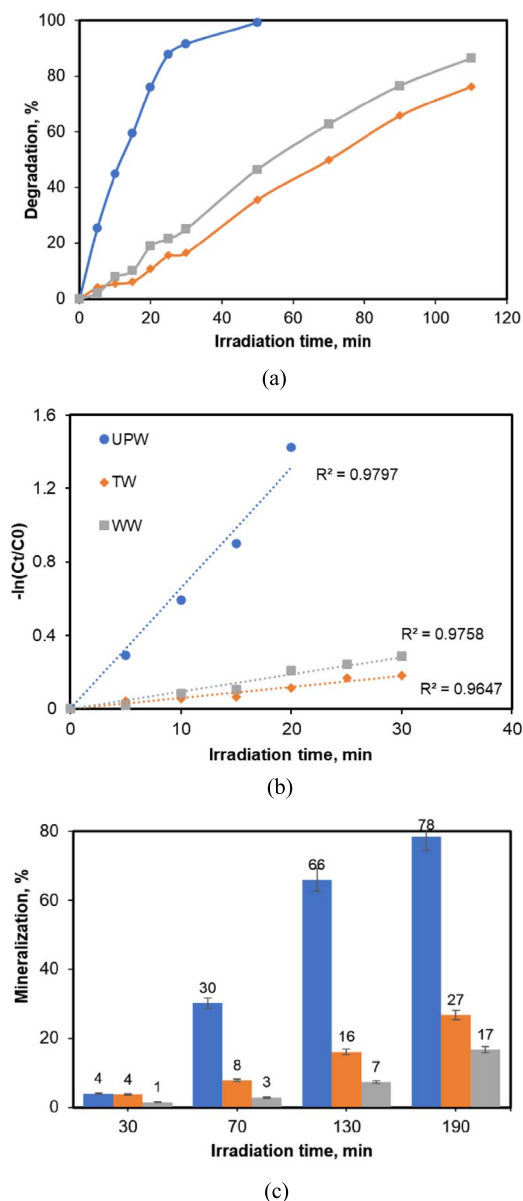 100
80
60
40
20
0
Degradation, %
0 20 40 60 80 100 120
Irradiation time, min
(a)
1.6
1.2
0.8
0.4
0
-ln(Ct/C0)
UPW
TW
WW
R² = 0.9797
R² = 0.9758
R² = 0.9647
0 10 20 30 40
Irradiation time, min
(b)
80
60
40
20
0
Mineralization, %
4 4 1
30 8 3
66 16 7
78 27 17
30 70 130 190
Irradiation time, min
(c)